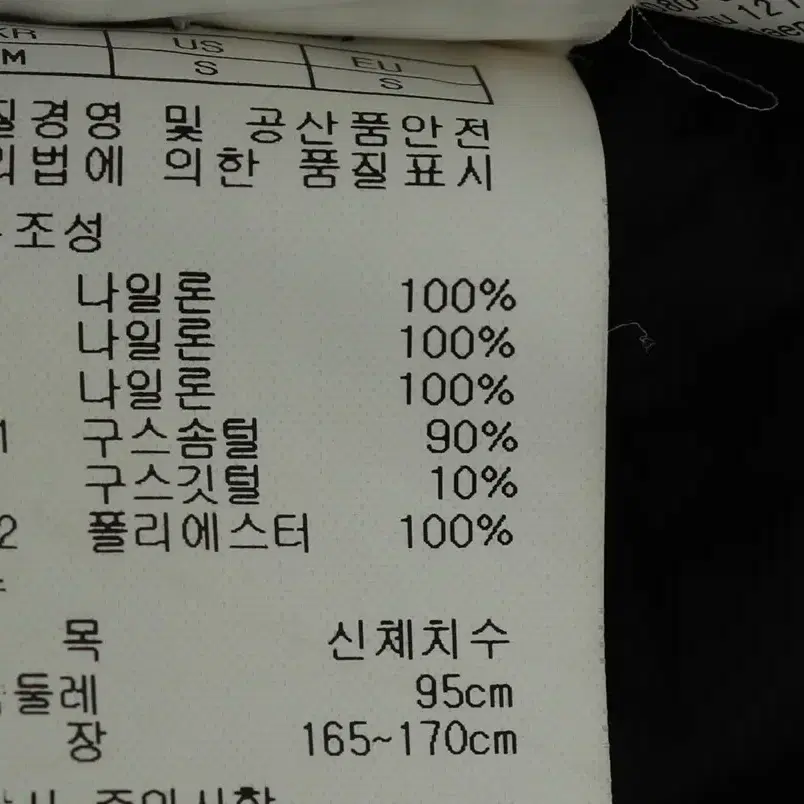 KR US EU
M S S
경영 및 공산품안전
법에 의한 품질표시
조성
나일론 100%
나일론 100%
나일론 100%
1 구스솜털 90%
구스깃털 10%
2 폴리에스터 100%
목 신체치수
둘레 95cm
장 165~170cm